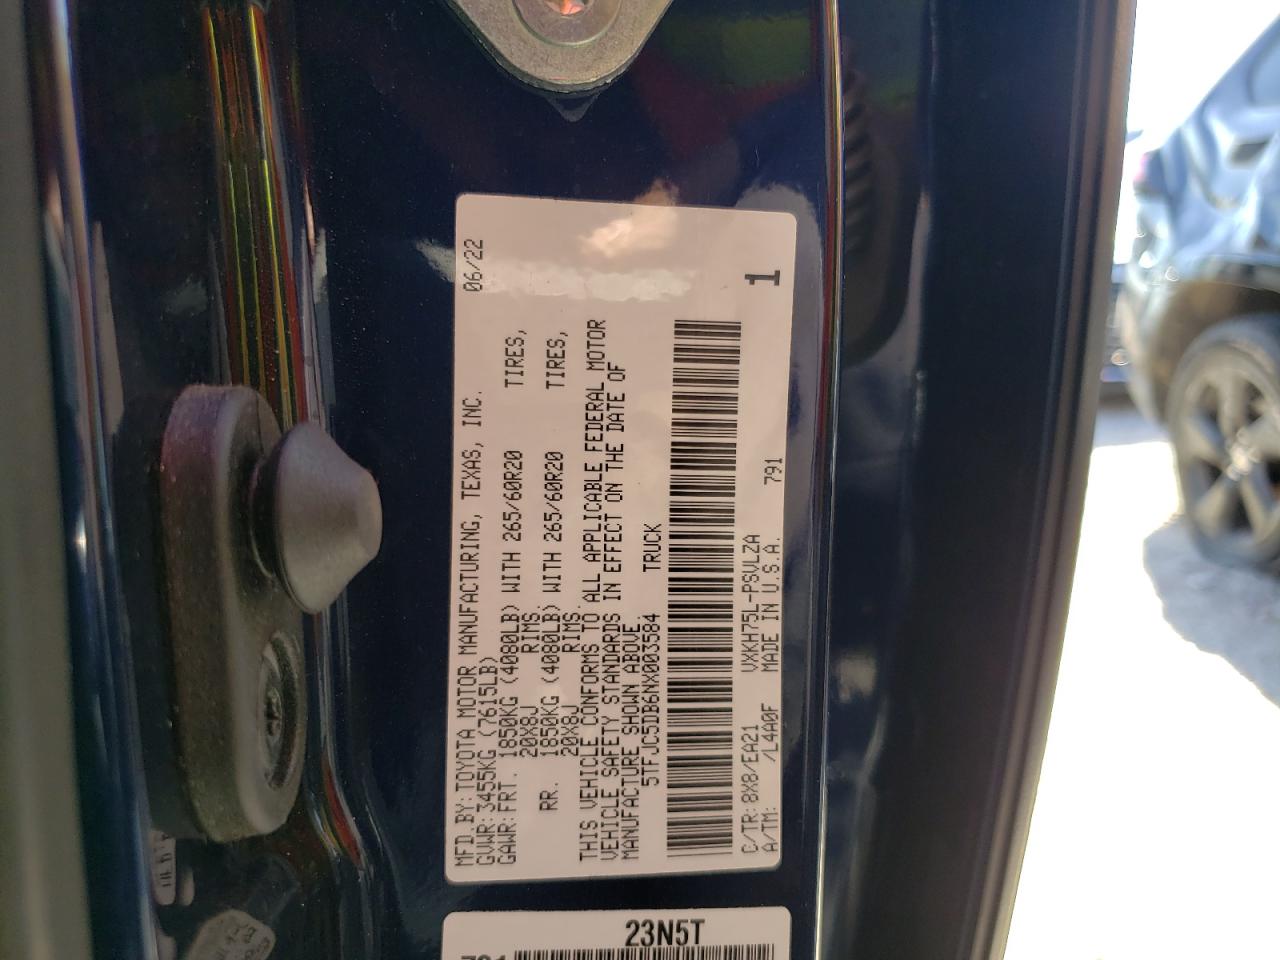 MFD.BY:TOYOTA MOTOR MANUFACTURING, TEXAS, INC. 06/22
GVWR:3455KG (7615LB)
GAWR:FRT. 1850KG (4080LB) WITH 265/60R20 TIRES,
20X8J RIMS.
RR. 1850KG (4080LB) WITH 265/60R20 TIRES,
20X8J RIMS.
THIS VEHICLE CONFORMS TO ALL APPLICABLE FEDERAL MOTOR
VEHICLE SAFETY STANDARDS IN EFFECT ON THE DATE OF
MANUFACTURE SHOWN ABOVE.
5TFJC5DB6NX003584 TRUCK
C/TR:8X8/EA21 VXKH75L-PSVLZA 1
A/TM: /L4A0F MADE IN U.S.A. 791
23N5T